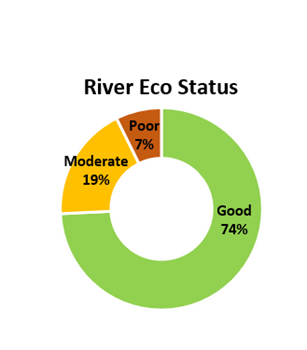 River Eco Status
Poor
7%
Moderate
19%
Good
74%